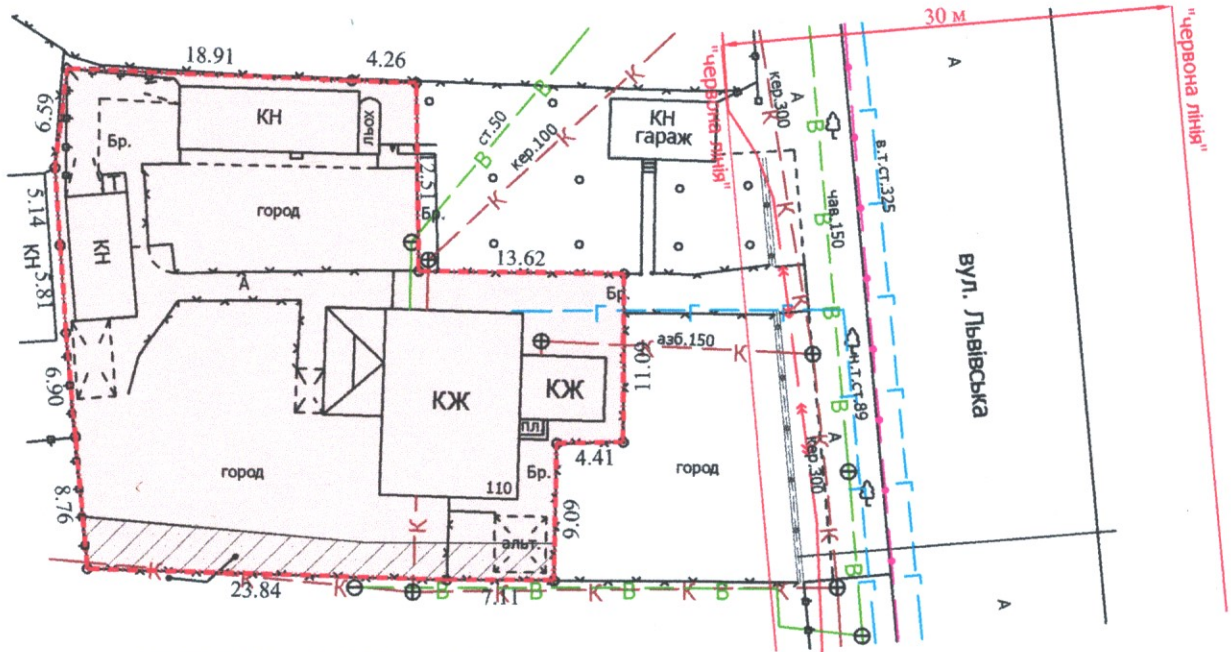 18.91
4.26
30 м
"червона лінія"
"червона лінія"
А
А
кер.300
К
К
В
ст.50
кер.100
КН
льох
КН
гараж
9.59
Бр.
В
В
К
чав.150
в.т.ст.325
2.51
Бр.
5.14
КН
5.81
КН
город
К
В
13.62
А
Бр.
Г
Г
Г
К
В
вул. Львівська
азб.150
К
К
11.09
н.т.ст.89
6.90
КЖ
КЖ
пл.
В
А
К
4.41
кер.300
город
Бр.
город
110
8.76
6.09
К
альт.
К
В
А
К
К
23.84
К
В
7.11
В
К
В
К
В
К